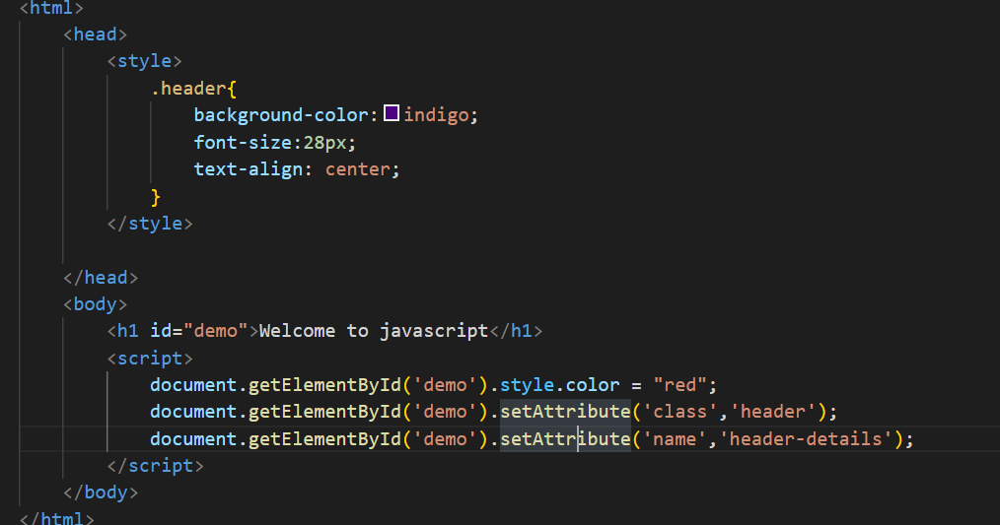 <html>
<head>
<style>
.header{
background-color: indigo;
font-size:28px;
text-align: center;
}
</style>
</head>
<body>
<h1 id="demo">Welcome to javascript</h1>
<script>
document.getElementById('demo').style.color = "red";
document.getElementById('demo').setAttribute('class','header');
document.getElementById('demo').setAttribute('name','header-details');
</script>
</body>
</html>